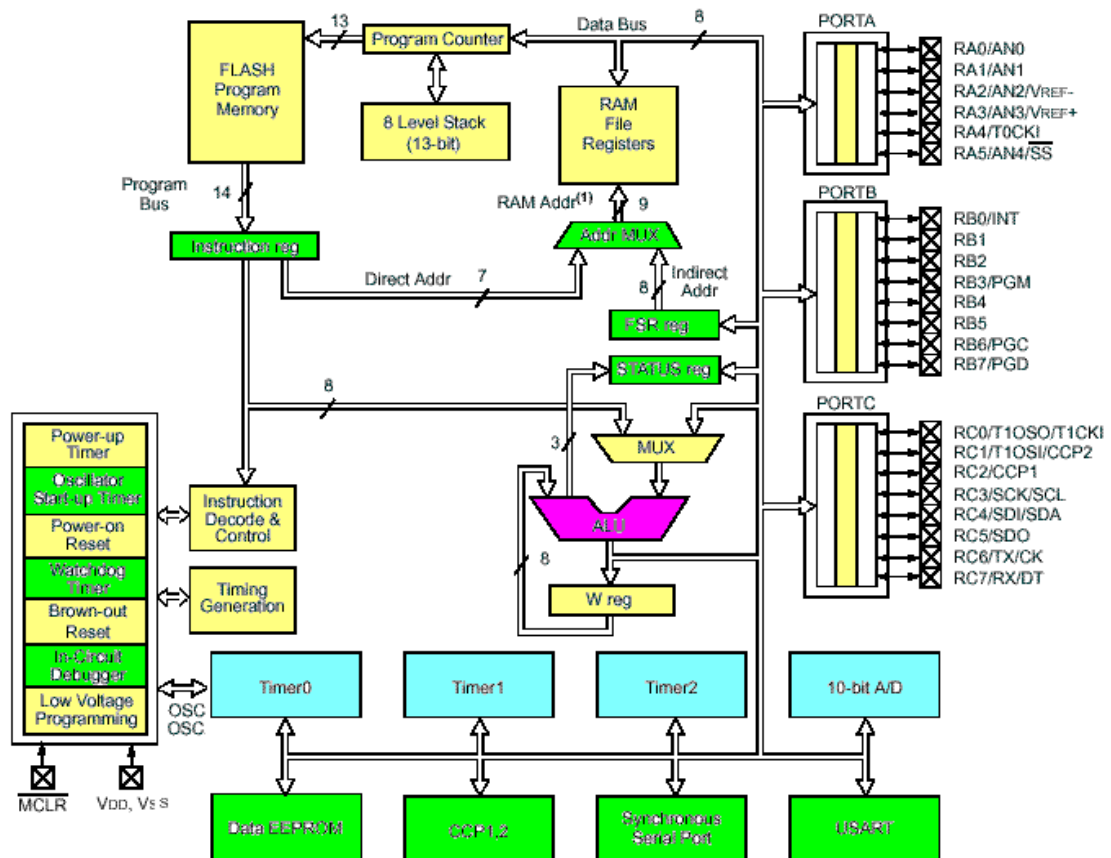 FLASH
Program
Memory
13
Program Counter
Data Bus
8
8 Level Stack
(13-bit)
RAM
File
Registers
Program
Bus
14
RAM Addr(1)
9
Instruction reg
Addr MUX
Direct Addr
7
8
Indirect
Addr
FSR reg
STATUS reg
8
3
MUX
ALU
8
W reg
Power-up
Timer
Oscillator
Start-up Timer
Power-on
Reset
Watchdog
Timer
Brown-out
Reset
In-Circuit
Debugger
Low Voltage
Programming
Instruction
Decode &
Control
Timing
Generation
OSC
OSC
MCLR
VDD, VSS
Timer0
Timer1
Timer2
10-bit A/D
Data EEPROM
CCP1,2
Synchronous
Serial Port
USART
PORTA
RA0/AN0
RA1/AN1
RA2/AN2/VREF-
RA3/AN3/VREF+
RA4/T0CKI
RA5/AN4/SS
PORTB
RB0/INT
RB1
RB2
RB3/PGM
RB4
RB5
RB6/PGC
RB7/PGD
PORTC
RC0/T1OSO/T1CKI
RC1/T1OSI/CCP2
RC2/CCP1
RC3/SCK/SCL
RC4/SDI/SDA
RC5/SDO
RC6/TX/CK
RC7/RX/DT